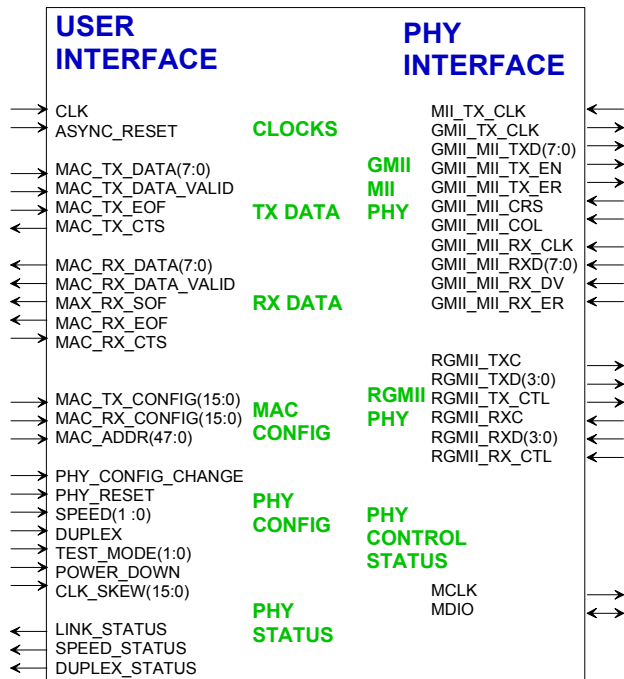 USER
INTERFACE
PHY
INTERFACE
CLK
ASYNC_RESET
CLOCKS
MAC_TX_DATA(7:0)
MAC_TX_DATA_VALID
MAC_TX_EOF
MAC_TX_CTS
TX DATA
MAC_RX_DATA(7:0)
MAC_RX_DATA_VALID
MAX_RX_SOF
MAC_RX_EOF
MAC_RX_CTS
RX DATA
MAC_TX_CONFIG(15:0)
MAC_RX_CONFIG(15:0)
MAC_ADDR(47:0)
MAC
CONFIG
PHY_CONFIG_CHANGE
PHY_RESET
SPEED(1 :0)
DUPLEX
TEST_MODE(1:0)
POWER_DOWN
CLK_SKEW(15:0)
PHY
CONFIG
LINK_STATUS
SPEED_STATUS
DUPLEX_STATUS
PHY
STATUS
GMII
MII
PHY
MII_TX_CLK
GMII_TX_CLK
GMII_MII_TXD(7:0)
GMII_MII_TX_EN
GMII_MII_TX_ER
GMII_MII_CRS
GMII_MII_COL
GMII_MII_RX_CLK
GMII_MII_RXD(7:0)
GMII_MII_RX_DV
GMII_MII_RX_ER
RGMII
PHY
RGMII_TXC
RGMII_TXD(3:0)
RGMII_TX_CTL
RGMII_RXC
RGMII_RXD(3:0)
RGMII_RX_CTL
PHY
CONTROL
STATUS
MCLK
MDIO